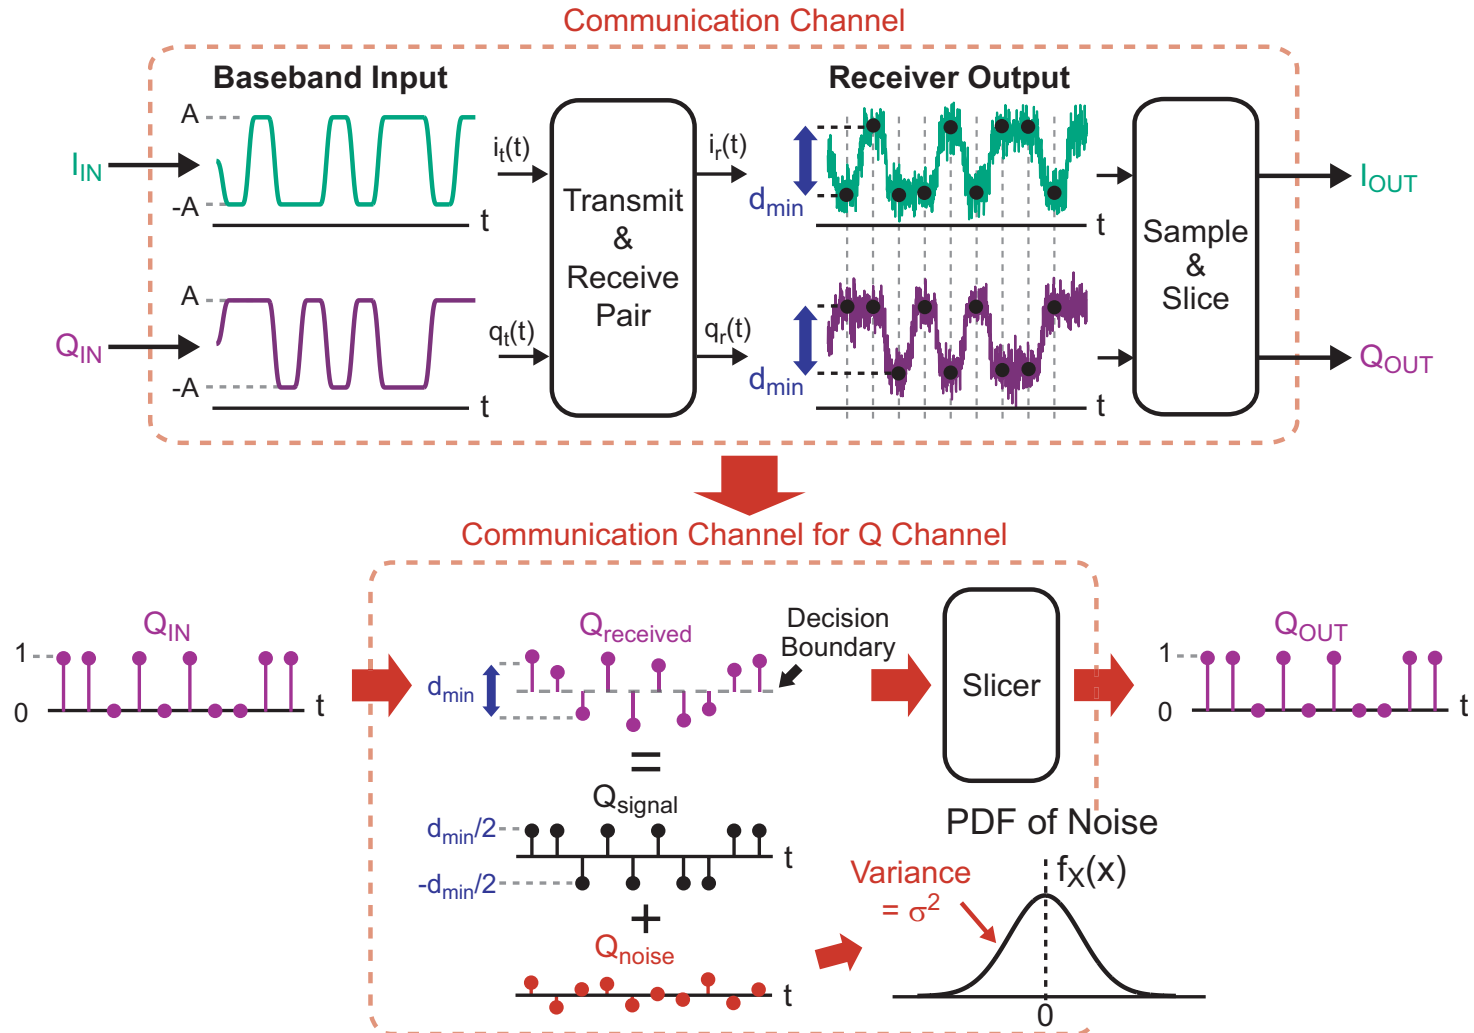 Communication Channel
Baseband Input
Receiver Output
A
-A
I_IN
t
i_t(t)
i_r(t)
d_min
t
I_OUT
Transmit
&
Receive
Pair
Sample
&
Slice
A
-A
Q_IN
t
q_t(t)
q_r(t)
d_min
t
Q_OUT
Communication Channel for Q Channel
Q_IN
1
0
t
Q_received
Decision
Boundary
d_min
Slicer
Q_OUT
1
0
t
=
Q_signal
d_min/2
-d_min/2
t
+
Q_noise
t
PDF of Noise
f_X(x)
Variance
= σ²
0